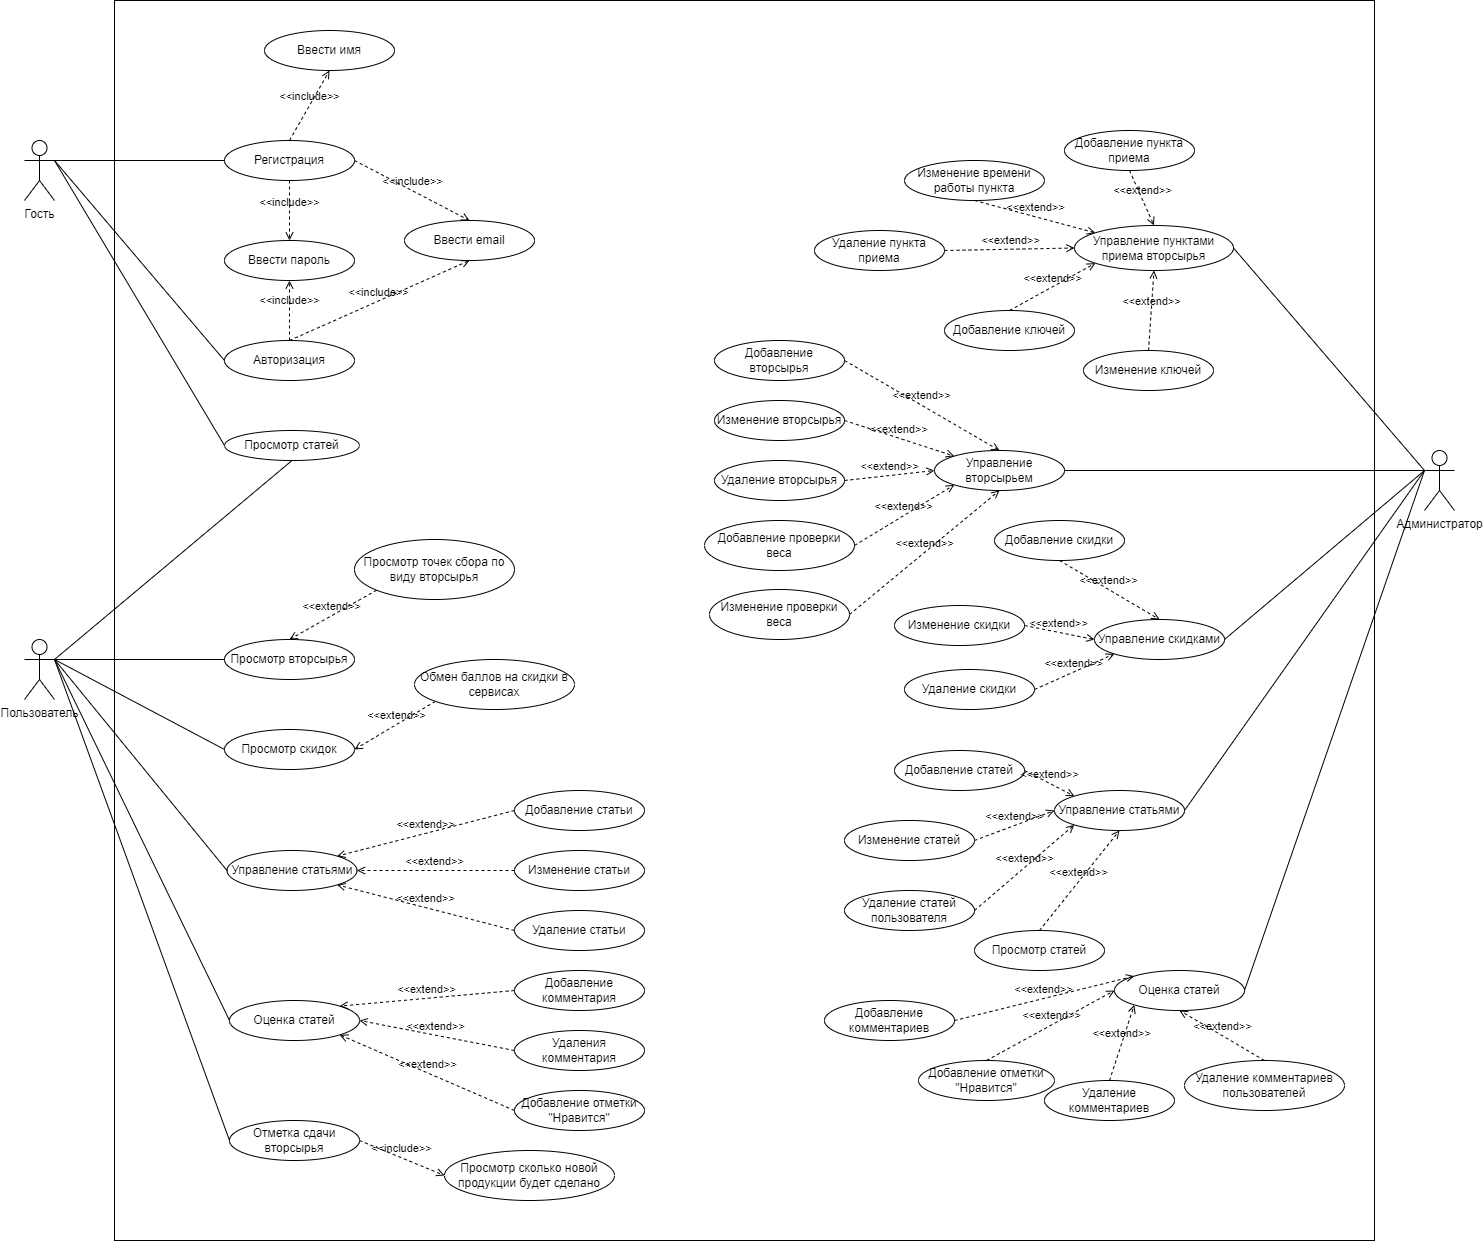 Ввести имя
<<include>>
Гость
Регистрация
<<include>>
<<include>>
Ввести email
Ввести пароль
<<include>>
<<include>>
Авторизация
Просмотр статей
Просмотр точек сбора по
виду вторсырья
<<extend>>
Просмотр вторсырья
Пользователь
Обмен баллов на скидки в
сервисах
<<extend>>
Просмотр скидок
Добавление статьи
<<extend>>
Управление статьями
<<extend>>
Изменение статьи
<<extend>>
Удаление статьи
Добавление
комментария
<<extend>>
Оценка статей
<<extend>>
Удаления
комментария
<<extend>>
Добавление отметки
"Нравится"
Отметка сдачи
вторсырья
<<include>>
Просмотр сколько новой
продукции будет сделано
Добавление пункта
приема
Изменение времени
работы пункта
<<extend>>
<<extend>>
Удаление пункта
приема
<<extend>>
Управление пунктами
приема вторсырья
<<extend>>
<<extend>>
Добавление ключей
Изменение ключей
Добавление
вторсырья
<<extend>>
Изменение вторсырья
<<extend>>
Удаление вторсырья
<<extend>>
Управление
вторсырьем
<<extend>>
Добавление проверки
веса
<<extend>>
Изменение проверки
веса
Администратор
Добавление скидки
<<extend>>
Изменение скидки
<<extend>>
Управление скидками
<<extend>>
Удаление скидки
Добавление статей
<<extend>>
Управление статьями
<<extend>>
Изменение статей
<<extend>>
<<extend>>
Удаление статей
пользователя
Просмотр статей
Оценка статей
<<extend>>
Добавление
комментариев
<<extend>>
<<extend>>
<<extend>>
Добавление отметки
"Нравится"
Удаление
комментариев
Удаление комментариев
пользователей